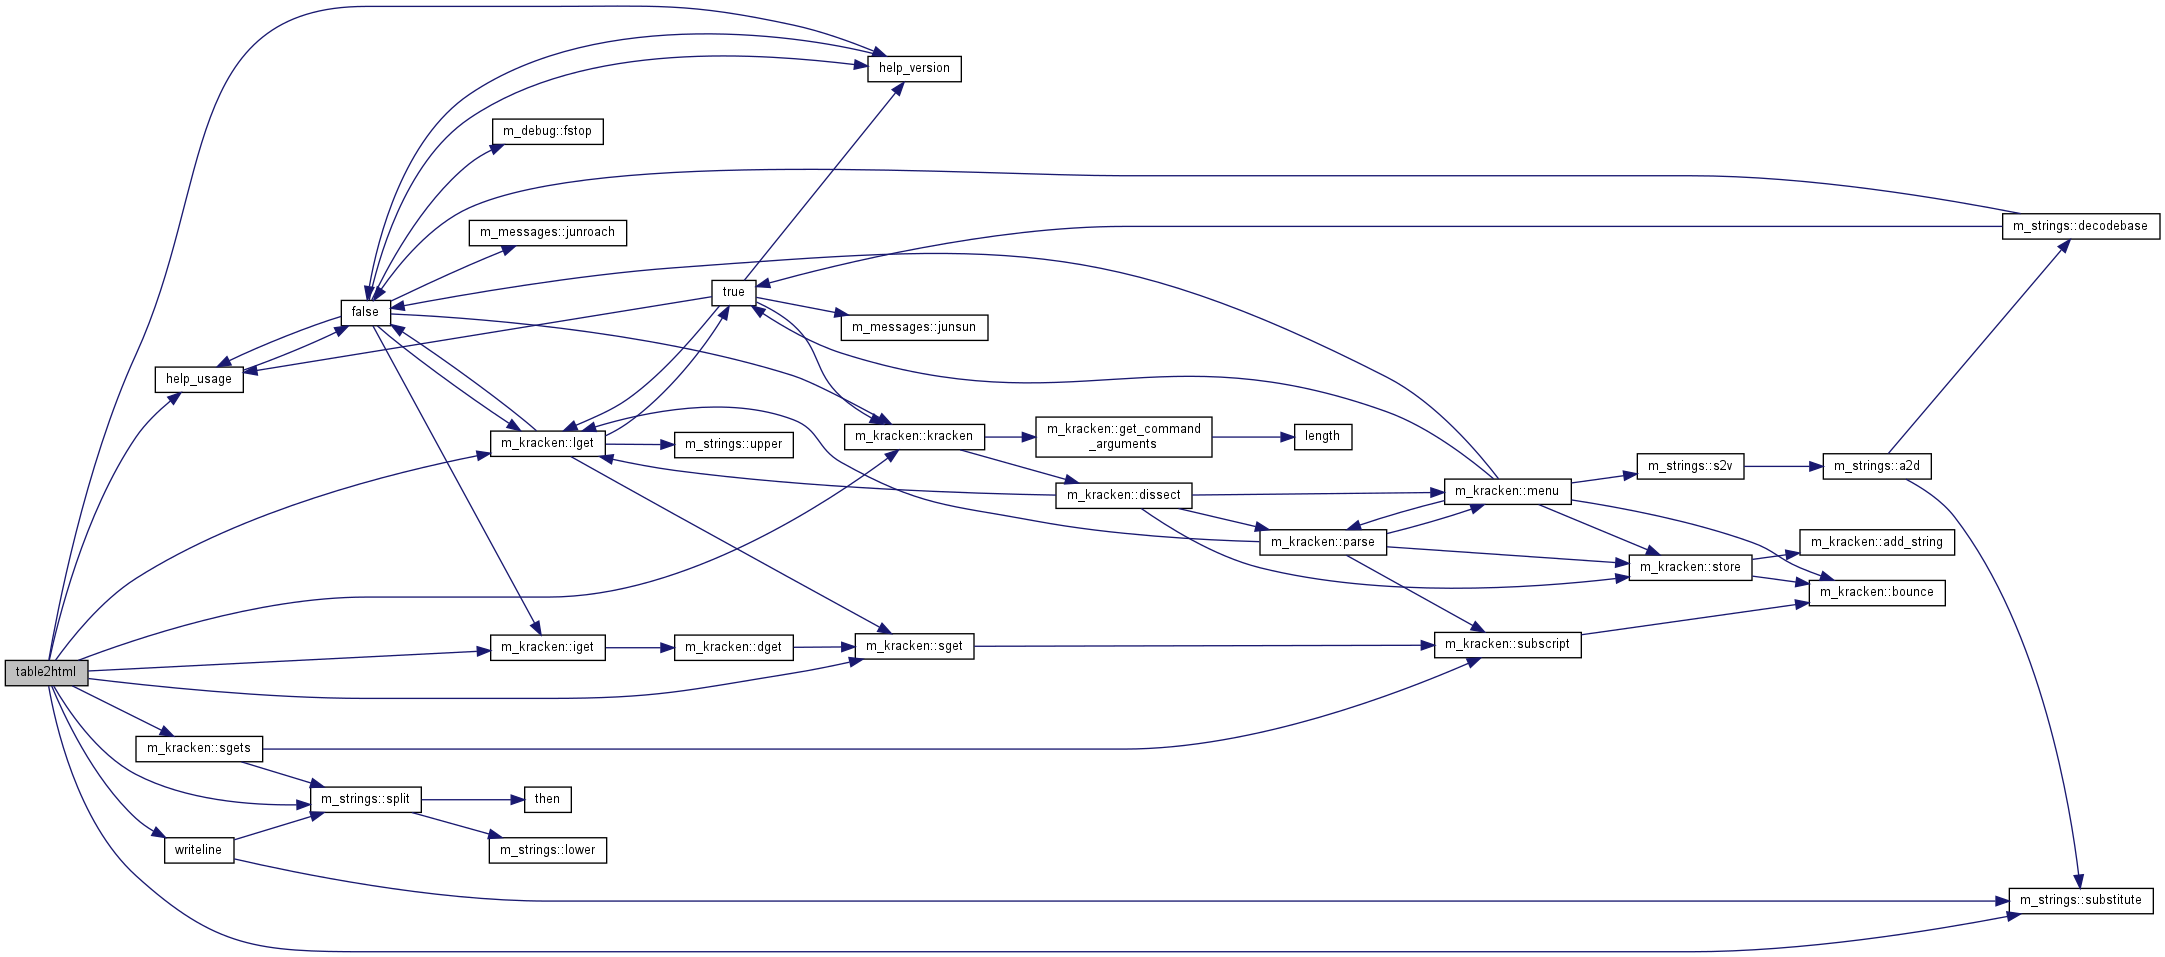 help_version
m_debug::fstop
m_messages::junroach
m_strings::decodebase
true
false
m_messages::junsun
help_usage
m_kracken::lget
m_strings::upper
m_kracken::kracken
m_kracken::get_command
_arguments
length
m_strings::s2v
m_strings::a2d
m_kracken::dissect
m_kracken::menu
m_kracken::parse
m_kracken::add_string
m_kracken::store
m_kracken::bounce
m_kracken::iget
m_kracken::dget
m_kracken::sget
m_kracken::subscript
table2html
m_kracken::sgets
m_strings::split
then
writeline
m_strings::lower
m_strings::substitute